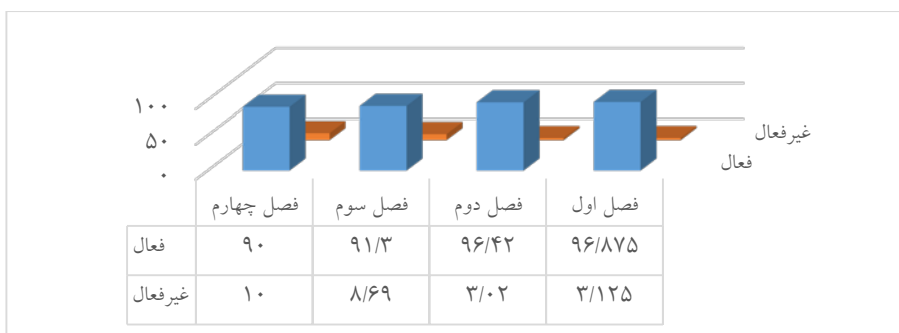 ۱۰۰
۵۰
۰
غیرفعال
فعال
فصل اول فصل دوم فصل سوم فصل چهارم
فعال ۹۰ ۹۱/۳ ۹۶/۴۲ ۹۶/۸۷۵
غیرفعال ۱۰ ۸/۶۹ ۳/۰۲ ۳/۱۲۵